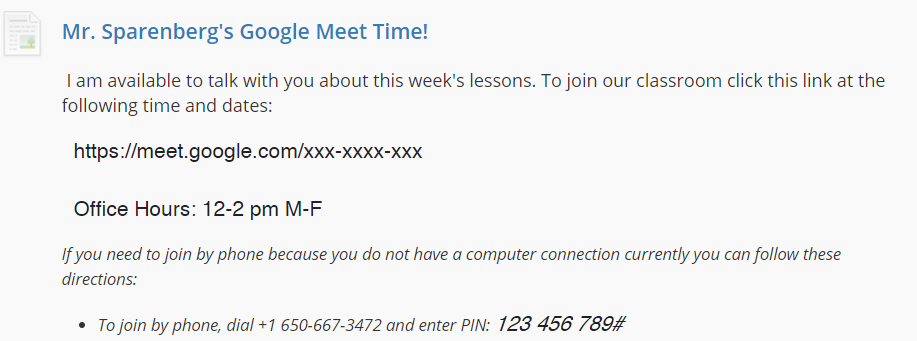 Mr. Sparenberg's Google Meet Time!
I am available to talk with you about this week's lessons. To join our classroom click this link at the
following time and dates:
https://meet.google.com/xxx-xxxx-xxx
Office Hours: 12-2 pm M-F
If you need to join by phone because you do not have a computer connection currently you can follow these
directions:
• To join by phone, dial +1 650-667-3472 and enter PIN: 123 456 789#